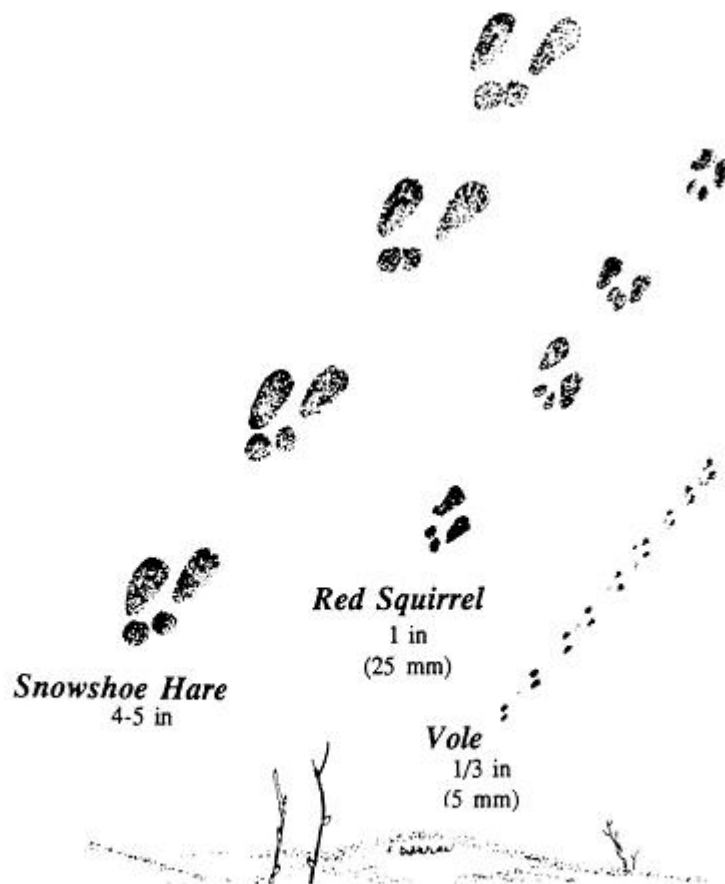 Red Squirrel
1 in
(25 mm)
Snowshoe Hare
4-5 in
Vole
1/3 in
(5 mm)